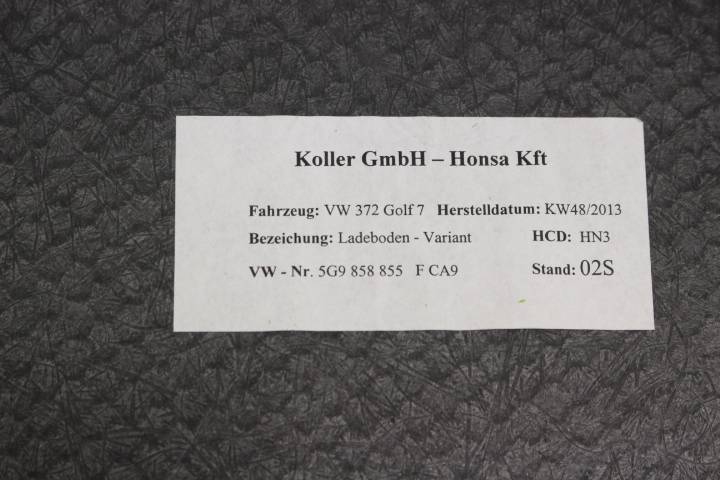 Koller GmbH – Honsa Kft
Fahrzeug: VW 372 Golf 7 Herstelldatum: KW48/2013
Bezeichung: Ladeboden - Variant HCD: HN3
VW - Nr. 5G9 858 855 F CA9 Stand: 02S